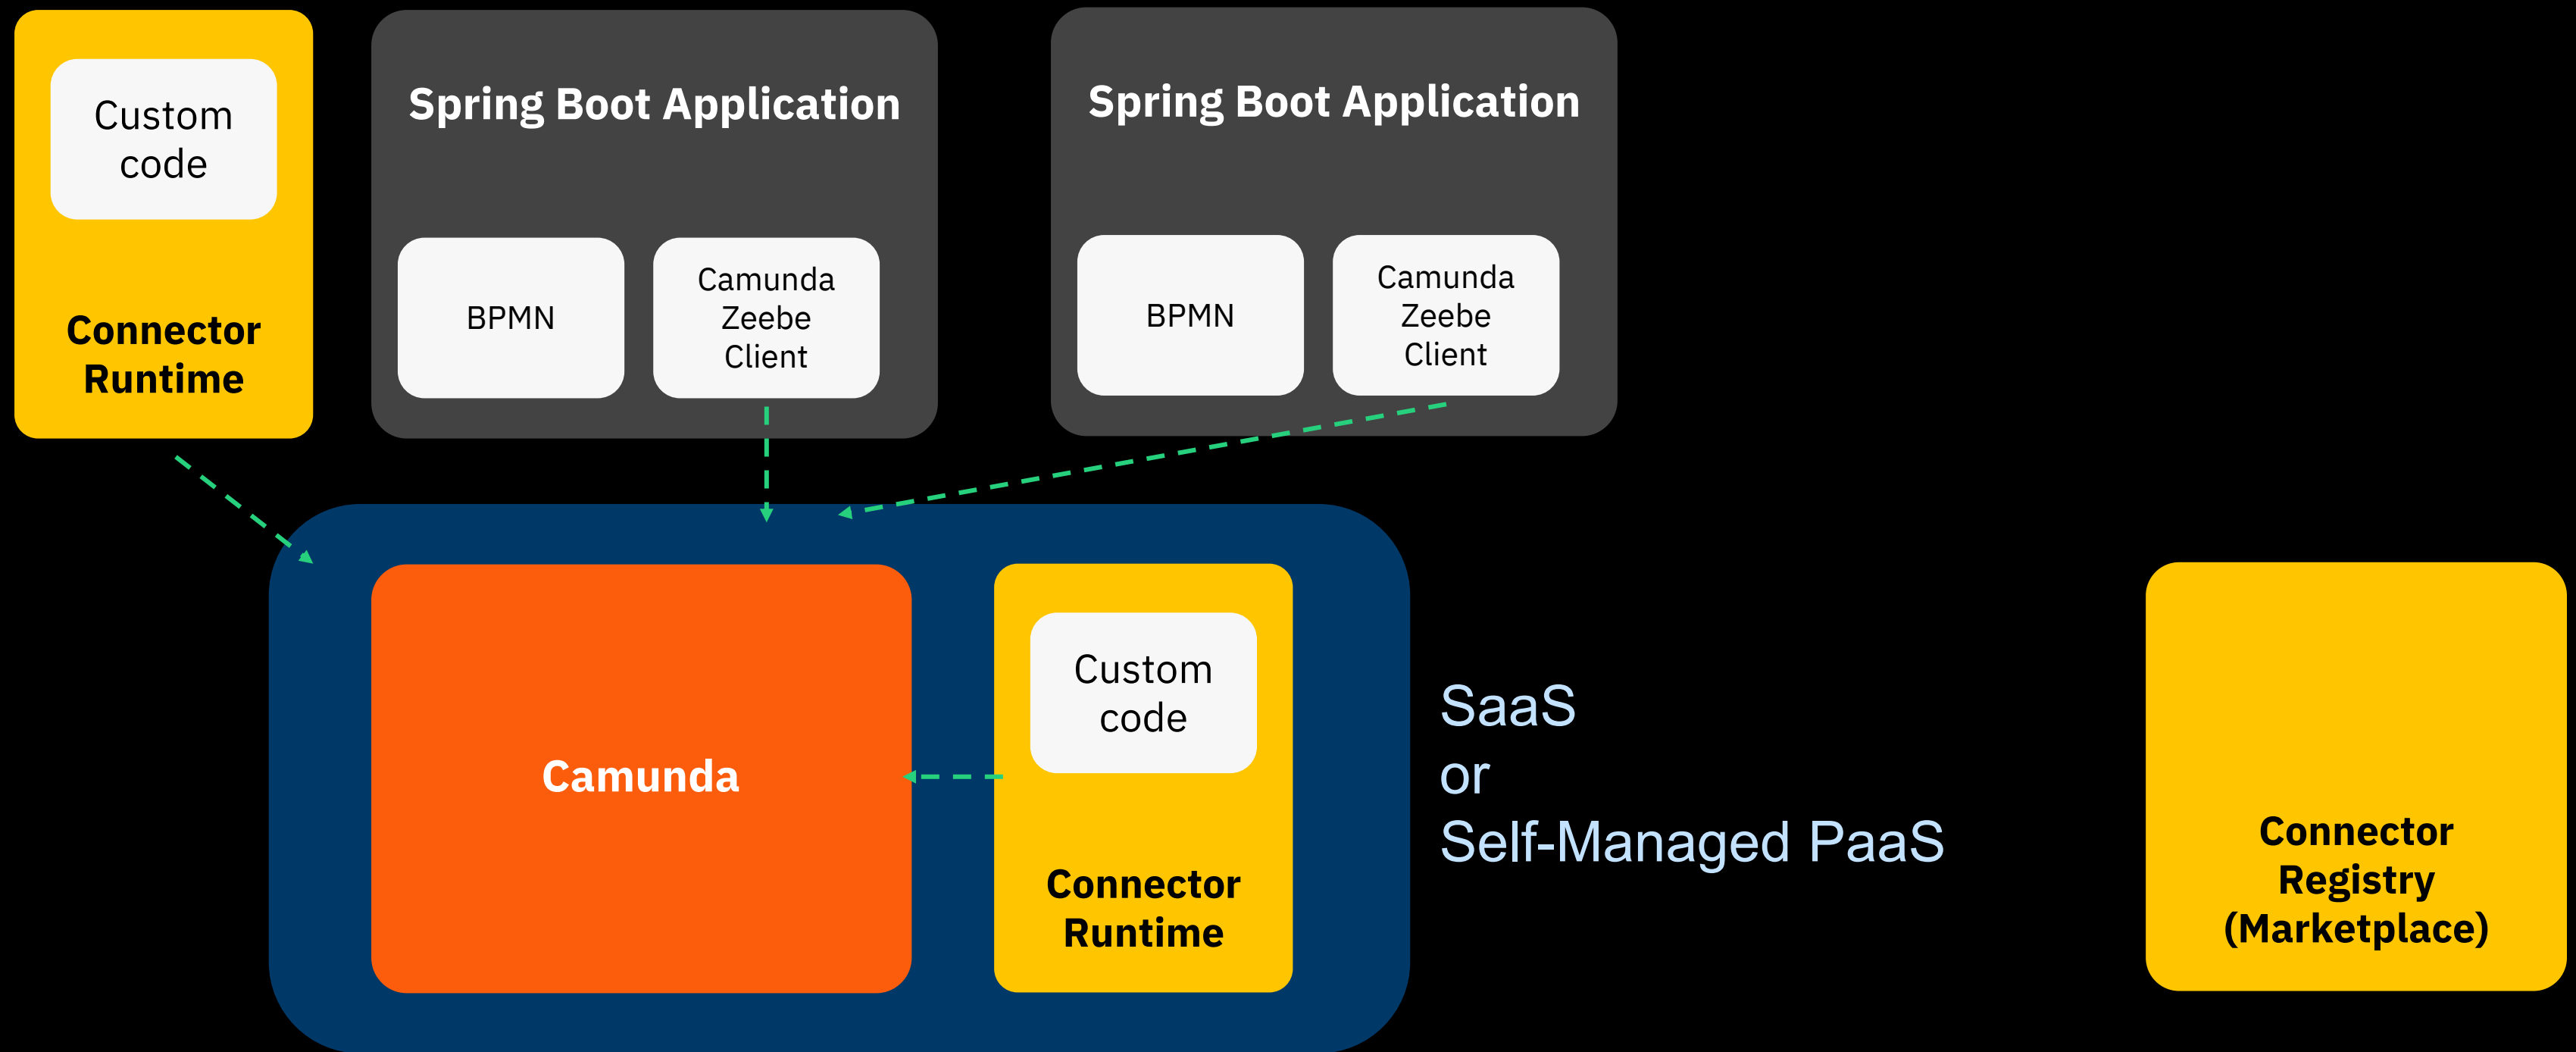 Custom
code
Connector
Runtime
Spring Boot Application
BPMN
Camunda
Zeebe
Client
Spring Boot Application
BPMN
Camunda
Zeebe
Client
Camunda
Custom
code
Connector
Runtime
SaaS
or
Self-Managed PaaS
Connector
Registry
(Marketplace)